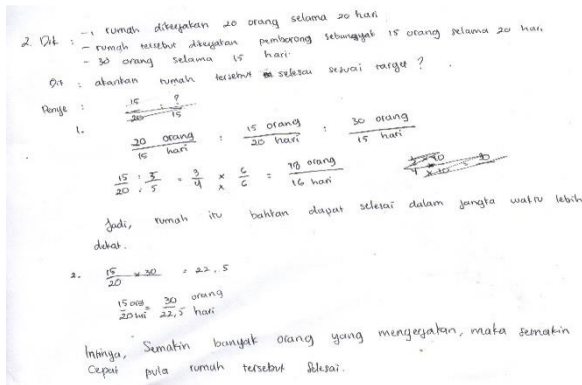 2. Dit : - 1 rumah dikerjakan 20 orang selama 20 hari.
- rumah tersebut dikerjakan pemborong sebanyak 15 orang selama 20 hari.
- 30 orang selama 15 hari.
Dit : akankan rumah tersebut selesai sesuai target ?
Penye : 15 : ?
20 15
1. 20 orang : 15 orang : 30 orang
15 hari 20 hari 15 hari
15 : 5 = 3 x 6 = 18 orang
20 : 5 4 x 6 16 hari
Jadi, rumah itu bahkan dapat selesai dalam jangka waktu lebih
dekat.
2. 15 x 30 = 22..5
20
15 org = 30 orang
20 hari 22,5 hari
Intinya, Semakin banyak orang yang mengerjakan, maka semakin
Cepat pula rumah tersebut selesai.